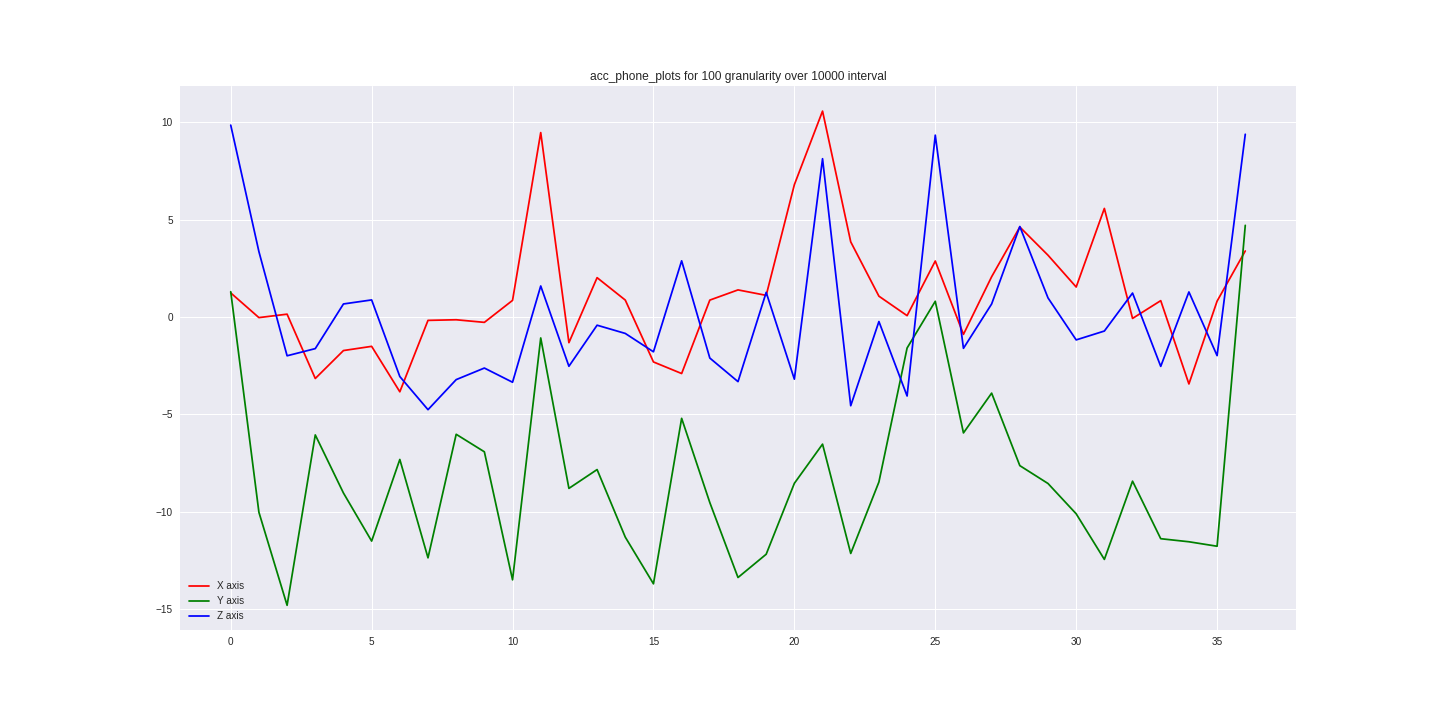 acc_phone_plots for 100 granularity over 10000 interval
10
5
0
−5
−10
−15
X axis
Y axis
Z axis
0 5 10 15 20 25 30 35